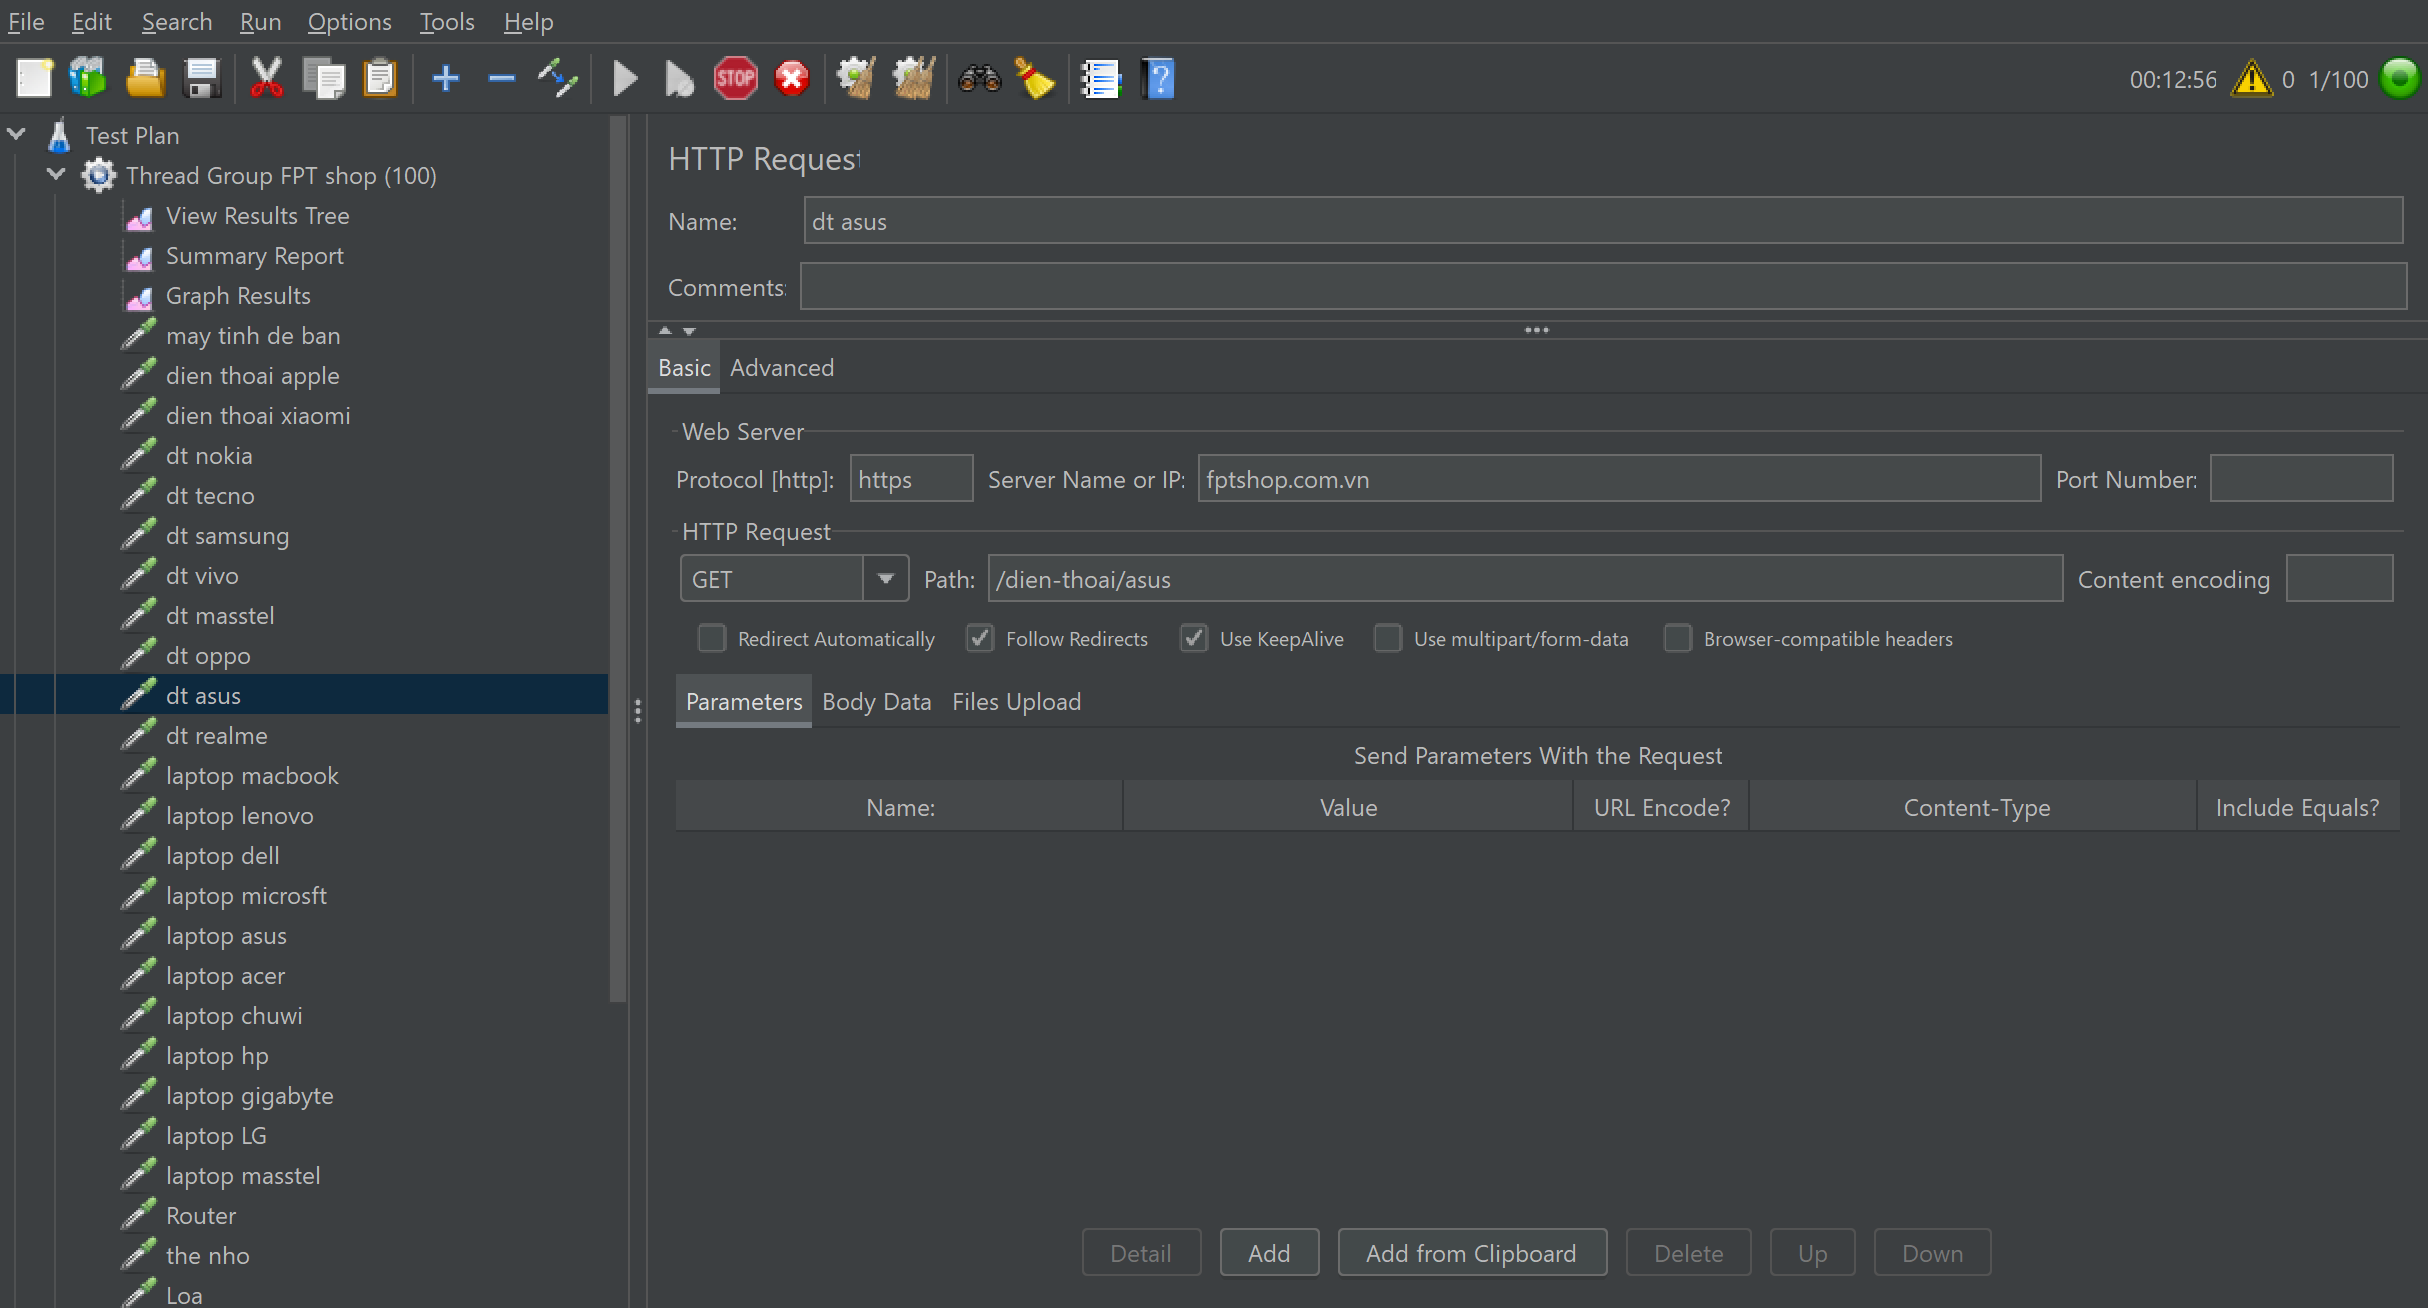 File Edit Search Run Options Tools Help
STOP ? 00:12:56 0 1/100
Test Plan
Thread Group FPT shop (100)
View Results Tree
Summary Report
Graph Results
may tinh de ban
dien thoai apple
dien thoai xiaomi
dt nokia
dt tecno
dt samsung
dt vivo
dt masstel
dt oppo
dt asus
dt realme
laptop macbook
laptop lenovo
laptop dell
laptop microsft
laptop asus
laptop acer
laptop chuwi
laptop hp
laptop gigabyte
laptop LG
laptop masstel
Router
the nho
Loa
HTTP Request
Name: dt asus
Comments:
Basic Advanced
Web Server
Protocol [http]: https Server Name or IP: fptshop.com.vn Port Number:
HTTP Request
GET Path: /dien-thoai/asus Content encoding
Redirect Automatically Follow Redirects Use KeepAlive Use multipart/form-data Browser-compatible headers
Parameters Body Data Files Upload
Send Parameters With the Request
Name: Value URL Encode? Content-Type Include Equals?
Detail Add Add from Clipboard Delete Up Down